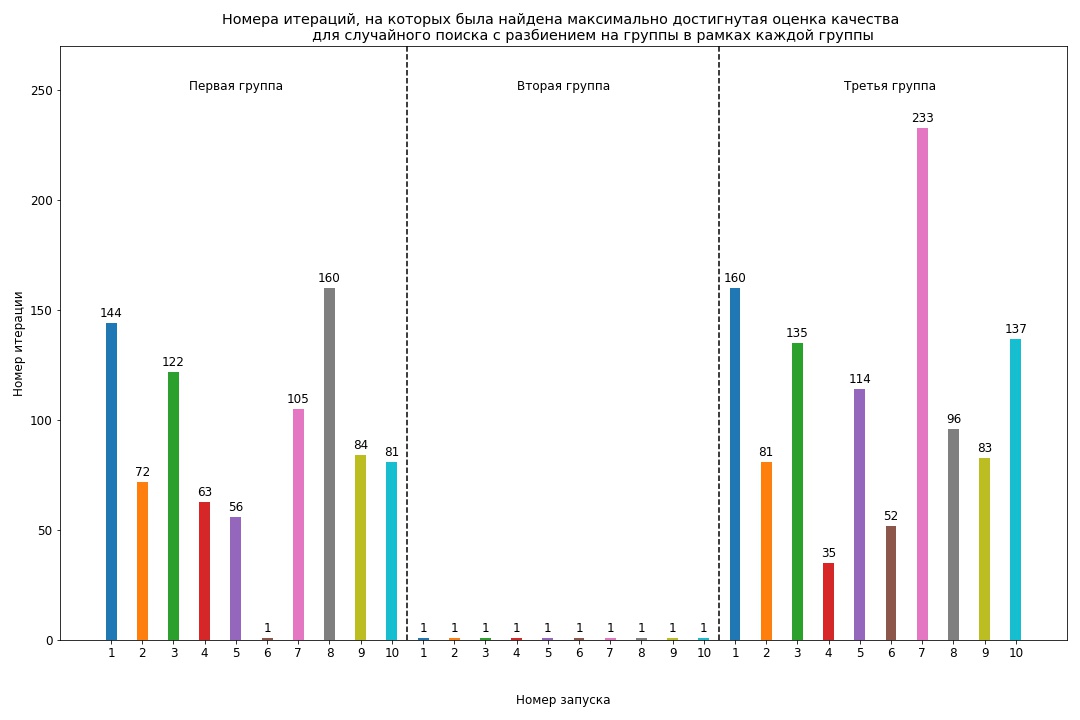 Номера итераций, на которых была найдена максимально достигнутая оценка качества
для случайного поиска с разбиением на группы в рамках каждой группы
Первая группа Вторая группа Третья группа
250
200
150
100
50
0
Номер итерации
144 72 122 63 56 1 105 160 84 81
1 1 1 1 1 1 1 1 1 1
160 81 135 35 114 52 233 96 83 137
1 2 3 4 5 6 7 8 9 10 1 2 3 4 5 6 7 8 9 10 1 2 3 4 5 6 7 8 9 10
Номер запуска